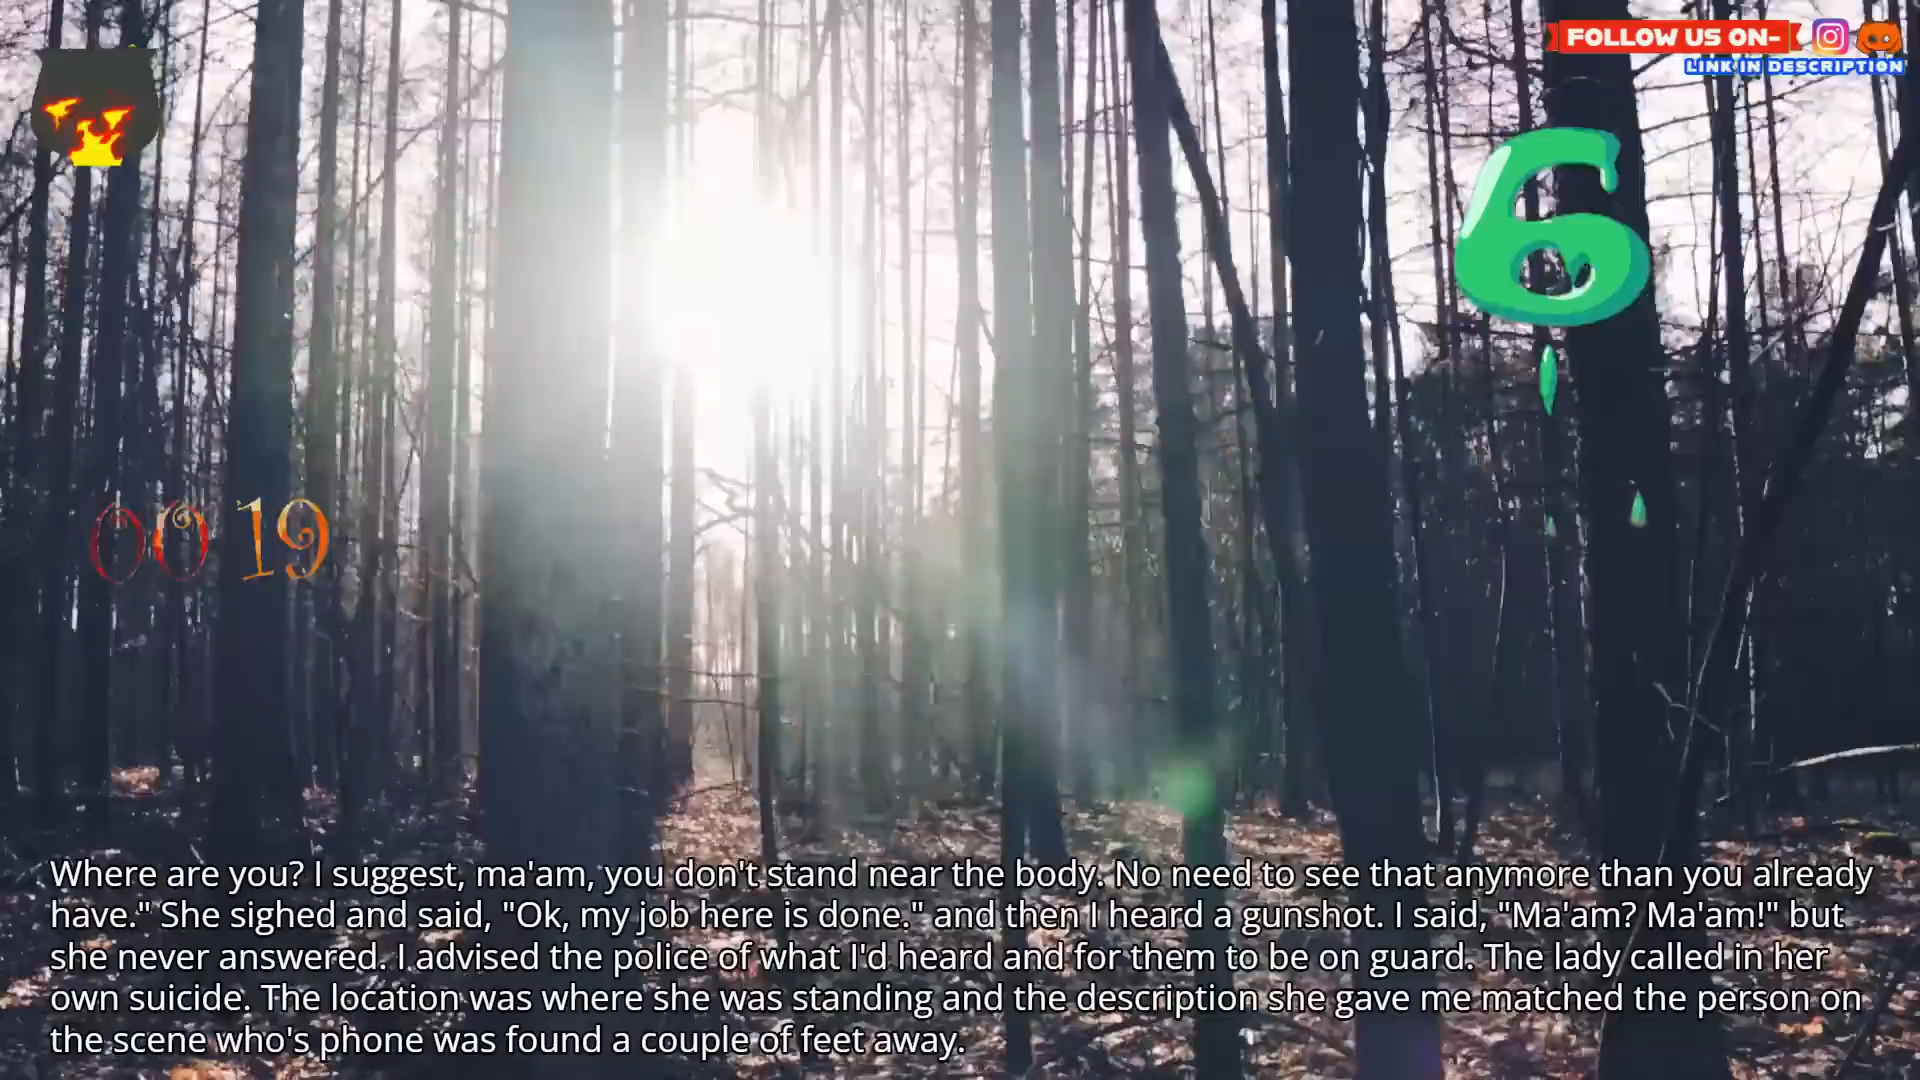 FOLLOW US ON-
LINK IN DESCRIPTION
6
00 19
Where are you? I suggest, ma'am, you don't stand near the body. No need to see that anymore than you already
have." She sighed and said, "Ok, my job here is done." and then I heard a gunshot. I said, "Ma'am? Ma'am!" but
she never answered. I advised the police of what I'd heard and for them to be on guard. The lady called in her
own suicide. The location was where she was standing and the description she gave me matched the person on
the scene who's phone was found a couple of feet away.